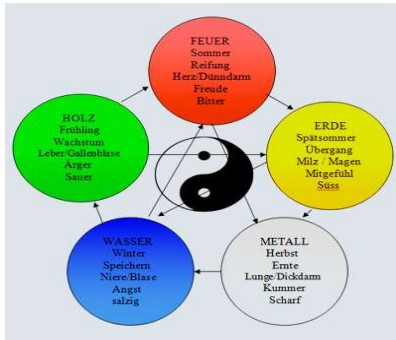 FEUER
Sommer
Reifung
Herz/Dünndarm
Freude
Bitter
HOLZ
Frühling
Wachstum
Leber/Gallenblase
Ärger
Sauer
ERDE
Spätsommer
Übergang
Milz / Magen
Mitgefühl
Süss
WASSER
Winter
Speichern
Niere/Blase
Angst
salzig
METALL
Herbst
Ernte
Lunge/Dickdarm
Kummer
Scharf